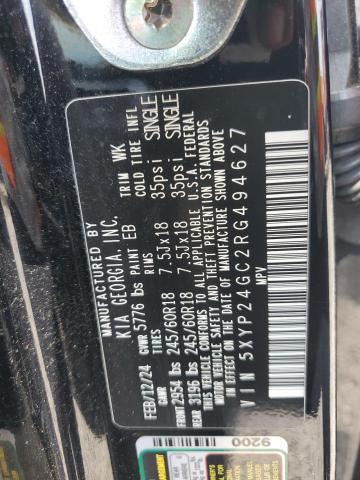 MANUFACTURED BY
KIA GEORGIA, INC.
PAINT EB TRIM WK
FEB/12/24 GVWR 5776 lbs
GAWR TIRES RIMS COLD TIRE INFL
FRONT 2954 lbs 245/60R18 7.5Jx18 35psi SINGLE
REAR 3196 lbs 245/60R18 7.5Jx18 35psi SINGLE
THIS VEHICLE CONFORMS TO ALL APPLICABLE U.S.A. FEDERAL
MOTOR VEHICLE SAFETY AND THEFT PREVENTION STANDARDS
IN EFFECT ON THE DATE OF MANUFACTURE SHOWN ABOVE.
VIN 5XYP24GC2RG494627
MPV
9200